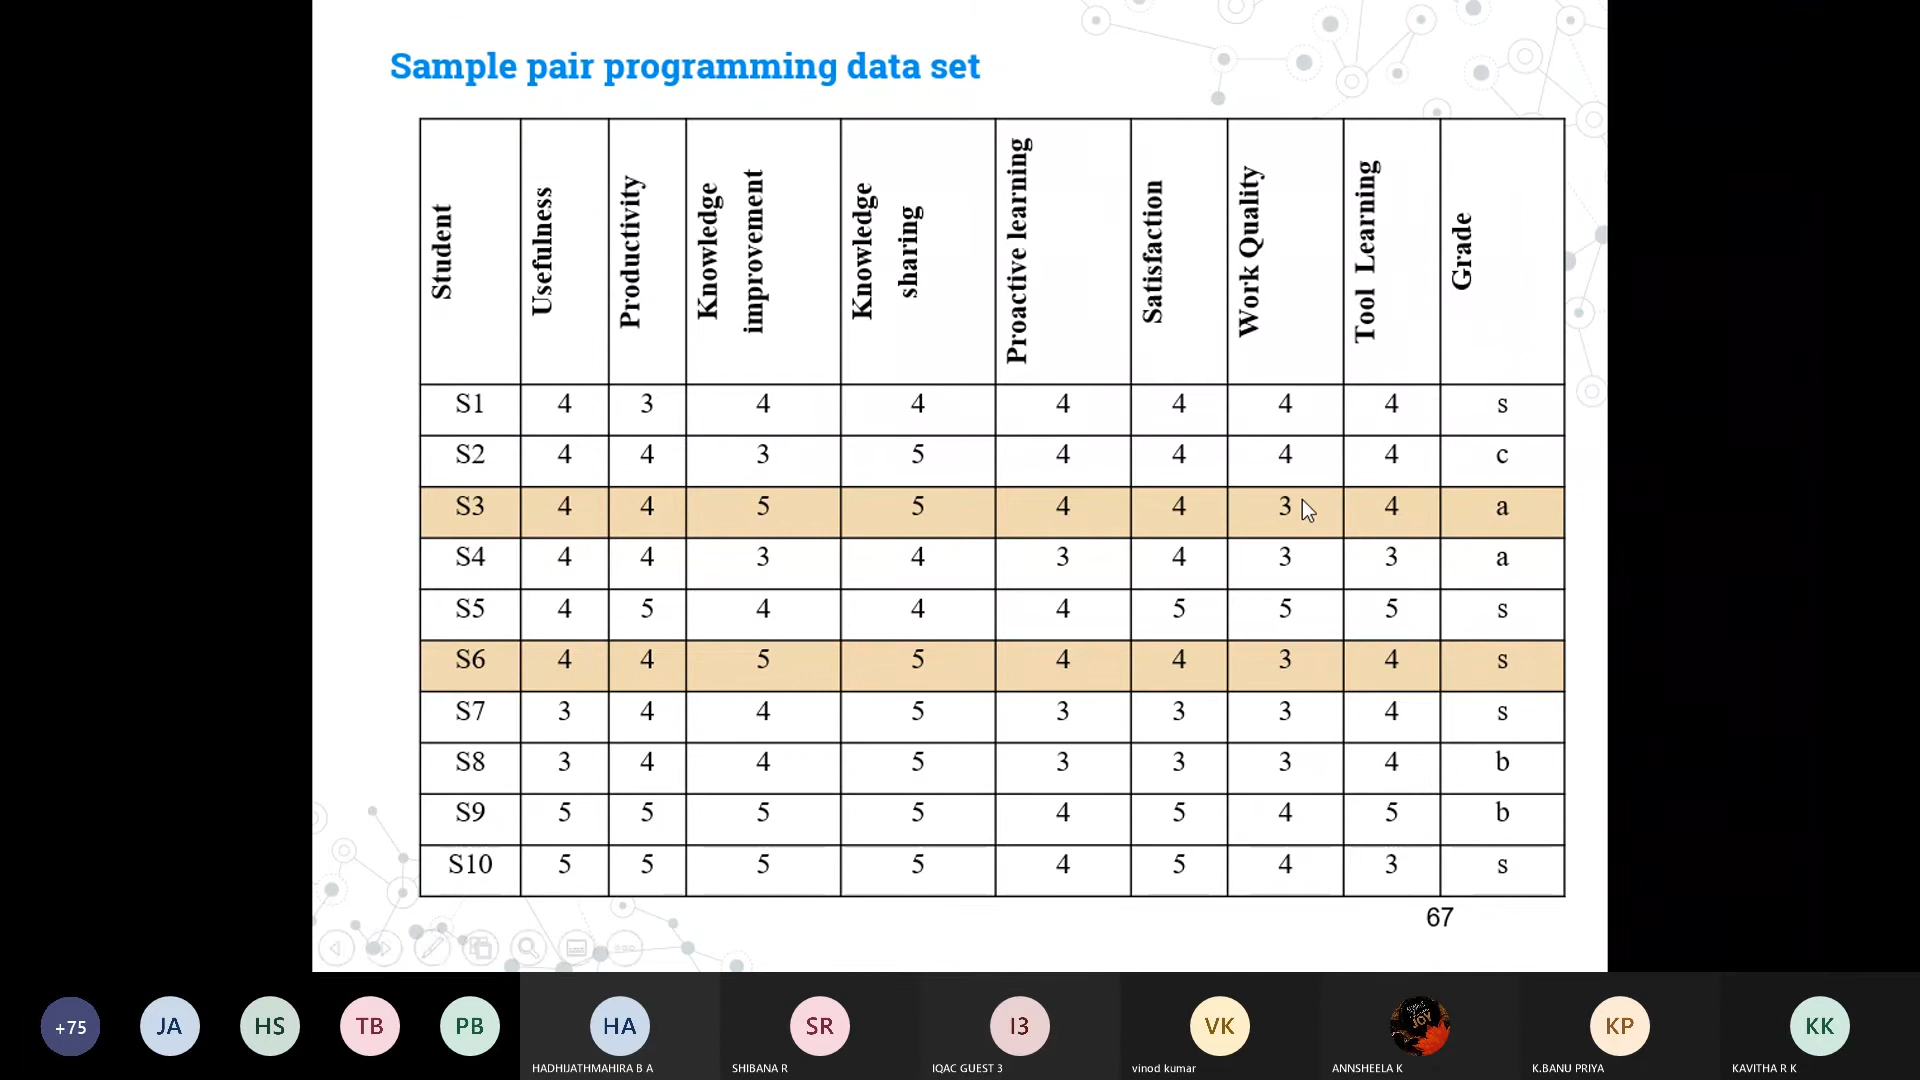 Sample pair programming data set
Student Usefulness Productivity Knowledge improvement Knowledge sharing Proactive learning Satisfaction Work Quality Tool Learning Grade
S1 4 3 4 4 4 4 4 4 s
S2 4 4 3 5 4 4 4 4 c
S3 4 4 5 5 4 4 3 4 a
S4 4 4 3 4 3 4 3 3 a
S5 4 5 4 4 4 5 5 5 s
S6 4 4 5 5 4 4 3 4 s
S7 3 4 4 5 3 3 3 4 s
S8 3 4 4 5 3 3 3 4 b
S9 5 5 5 5 4 5 4 5 b
S10 5 5 5 5 4 5 4 3 s
67
+75 JA HS TB PB HA SR I3 VK JOY KP KK
HADHIJATHMAHIRA B A SHIBANA R IQAC GUEST 3 vinod kumar ANNSHEELA K K.BANU PRIYA KAVITHA R K